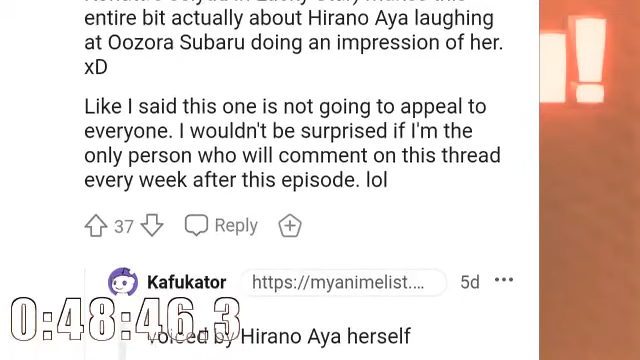 entire bit actually about Hirano Aya laughing
at Oozora Subaru doing an impression of her.
xD
Like I said this one is not going to appeal to
everyone. I wouldn't be surprised if I'm the
only person who will comment on this thread
every week after this episode. lol
37 Reply
Kafukator https://myanimelist.... 5d ...
0:48:46.3
voiced by Hirano Aya herself
!